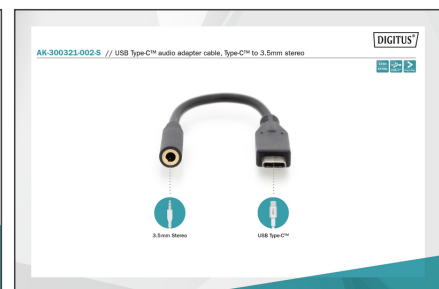 DIGITUS®
AK-300321-002-S // USB Type-C™ audio adapter cable, Type-C™ to 3.5mm stereo
3.5mm Stereo
USB Type-C™